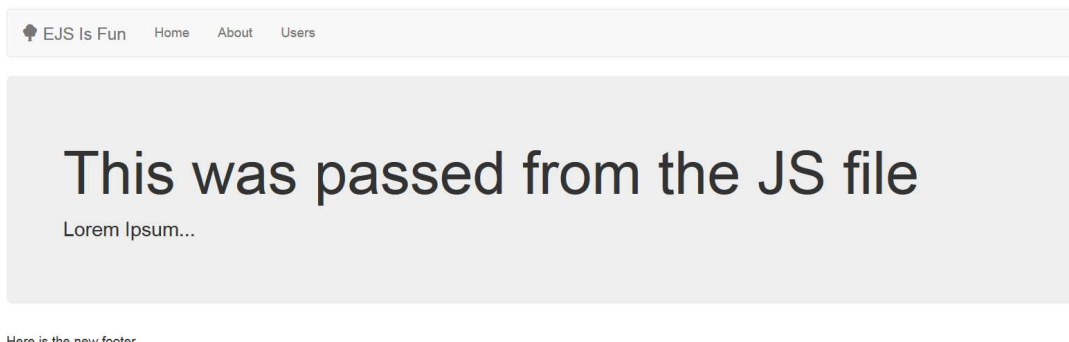 EJS Is Fun Home About Users
This was passed from the JS file
Lorem Ipsum...
Here is the new footer